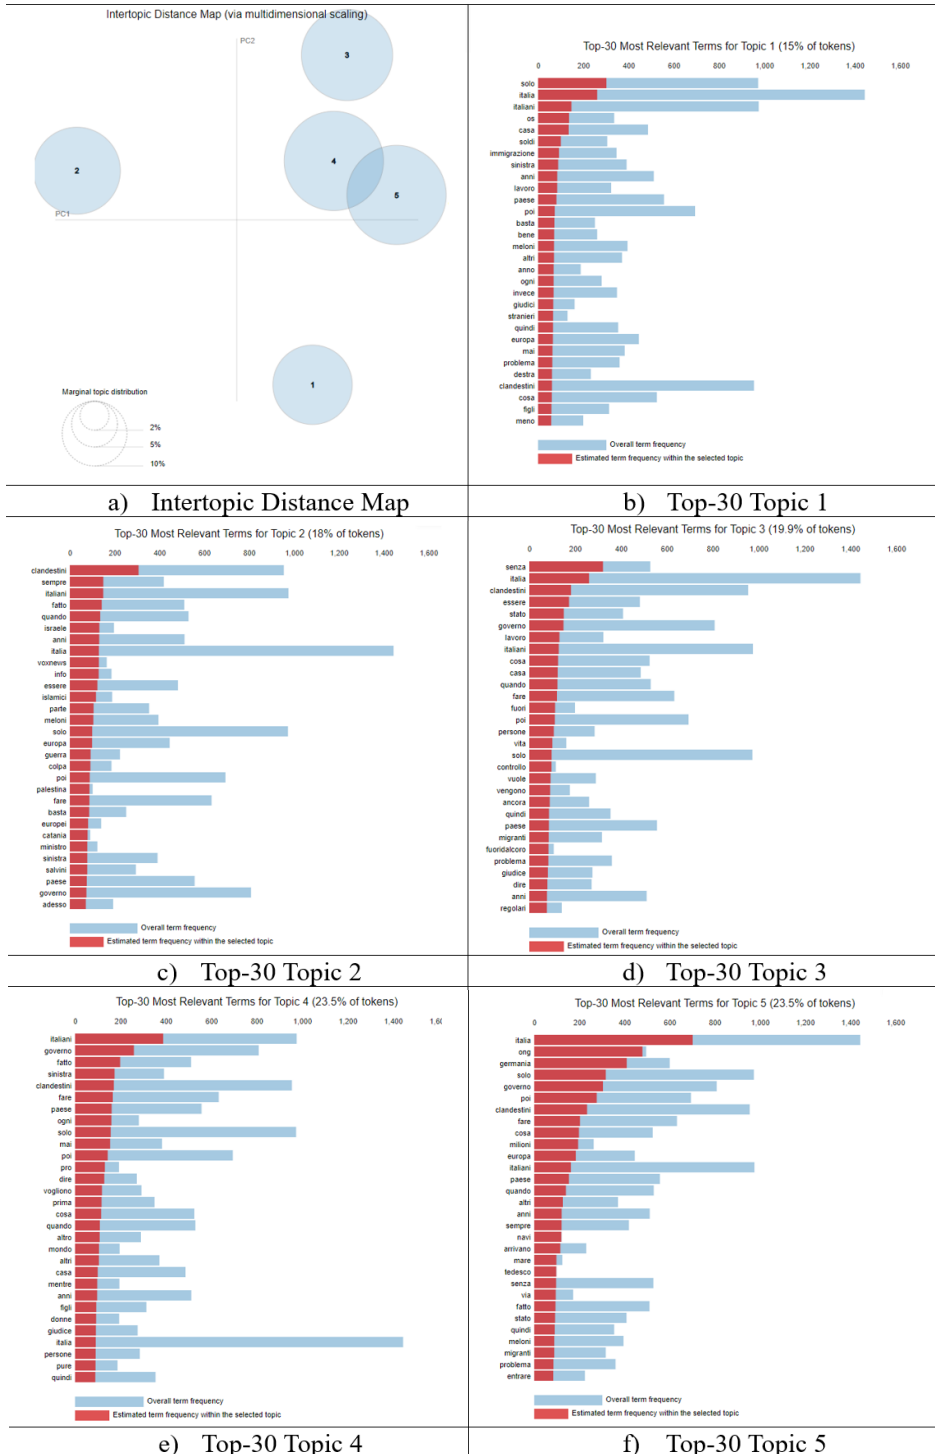 Intertopic Distance Map (via multidimensional scaling)
PC2
3
4
2
5
PC1
1
Marginal topic distribution
2%
5%
10%
a) Intertopic Distance Map
Top-30 Most Relevant Terms for Topic 1 (15% of tokens)
0 200 400 600 800 1,000 1,200 1,400 1,600
solo
italia
italiani
os
casa
soldi
immigrazione
sinistra
anni
lavoro
paese
poi
basta
bene
meloni
altri
anno
ogni
invece
giudici
stranieri
quindi
europa
mai
problema
destra
clandestini
cosa
figli
meno
Overall term frequency
Estimated term frequency within the selected topic
b) Top-30 Topic 1
Top-30 Most Relevant Terms for Topic 2 (18% of tokens)
0 200 400 600 800 1,000 1,200 1,400 1,600
clandestini
sempre
italiani
fatto
quando
israele
anni
italia
voxnews
info
essere
islamici
parte
meloni
solo
europa
guerra
colpa
poi
palestina
fare
basta
europei
catania
ministro
sinistra
salvini
paese
governo
adesso
Overall term frequency
Estimated term frequency within the selected topic
c) Top-30 Topic 2
Top-30 Most Relevant Terms for Topic 3 (19.9% of tokens)
0 200 400 600 800 1,000 1,200 1,400 1,600
senza
italia
clandestini
essere
stato
governo
lavoro
italiani
cosa
casa
quando
fare
fuori
poi
persone
vita
solo
controllo
vuole
vengono
ancora
quindi
paese
migranti
fuoridalcoro
problema
giudice
dire
anni
regolari
Overall term frequency
Estimated term frequency within the selected topic
d) Top-30 Topic 3
Top-30 Most Relevant Terms for Topic 4 (23.5% of tokens)
0 200 400 600 800 1,000 1,200 1,400
italiani
governo
fatto
sinistra
clandestini
fare
paese
ogni
solo
mai
poi
pro
dire
vogliono
prima
cosa
quando
altro
mondo
altri
casa
mentre
anni
figli
donne
giudice
italia
persone
pure
quindi
Overall term frequency
Estimated term frequency within the selected topic
e) Top-30 Topic 4
Top-30 Most Relevant Terms for Topic 5 (23.5% of tokens)
0 200 400 600 800 1,000 1,200 1,400 1,600
italia
ong
germania
solo
governo
poi
clandestini
fare
cosa
milioni
europa
italiani
paese
quando
altri
anni
sempre
navi
arrivano
mare
tedesco
senza
via
fatto
stato
quindi
meloni
migranti
problema
entrare
Overall term frequency
Estimated term frequency within the selected topic
f) Top-30 Topic 5